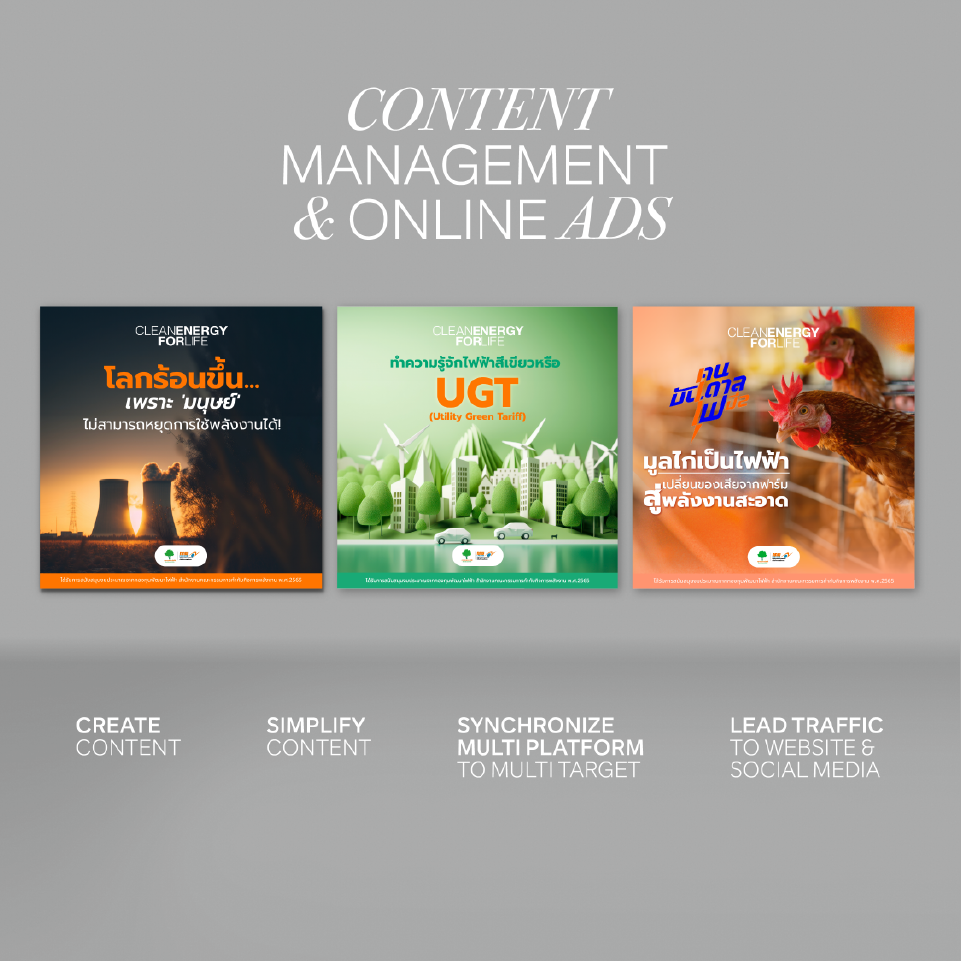 CONTENT
MANAGEMENT
& ONLINE ADS
CLEANENERGY
FORLIFE
โลกร้อนขึ้น...
เพราะ 'มนุษย์'
ไม่สามารถหยุดการใช้พลังงานได้!
CLEANENERGY
FORLIFE
ทำความรู้จักไฟฟ้าสีเขียวหรือ
UGT
(Utility Green Tariff)
CLEANENERGY
FORLIFE
มูลไก่เป็นไฟฟ้า
เปลี่ยนของเสียจากฟาร์ม
สู่พลังงานสะอาด
CREATE
CONTENT
SIMPLIFY
CONTENT
SYNCHRONIZE
MULTI PLATFORM
TO MULTI TARGET
LEAD TRAFFIC
TO WEBSITE &
SOCIAL MEDIA